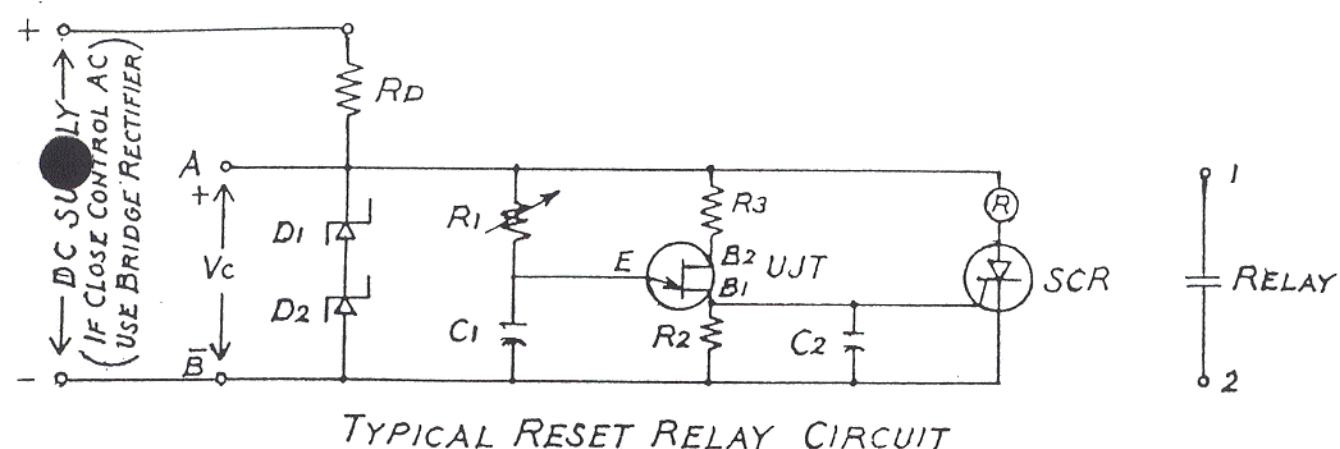 +
DC SU LY
(IF CLOSE CONTROL AC)
(USE BRIDGE RECTIFIER)
-
A
+
Vc
B
RD
D1
D2
R1
C1
E
R3
B2
UJT
B1
R2
C2
R
SCR
1
RELAY
2
TYPICAL RESET RELAY CIRCUIT